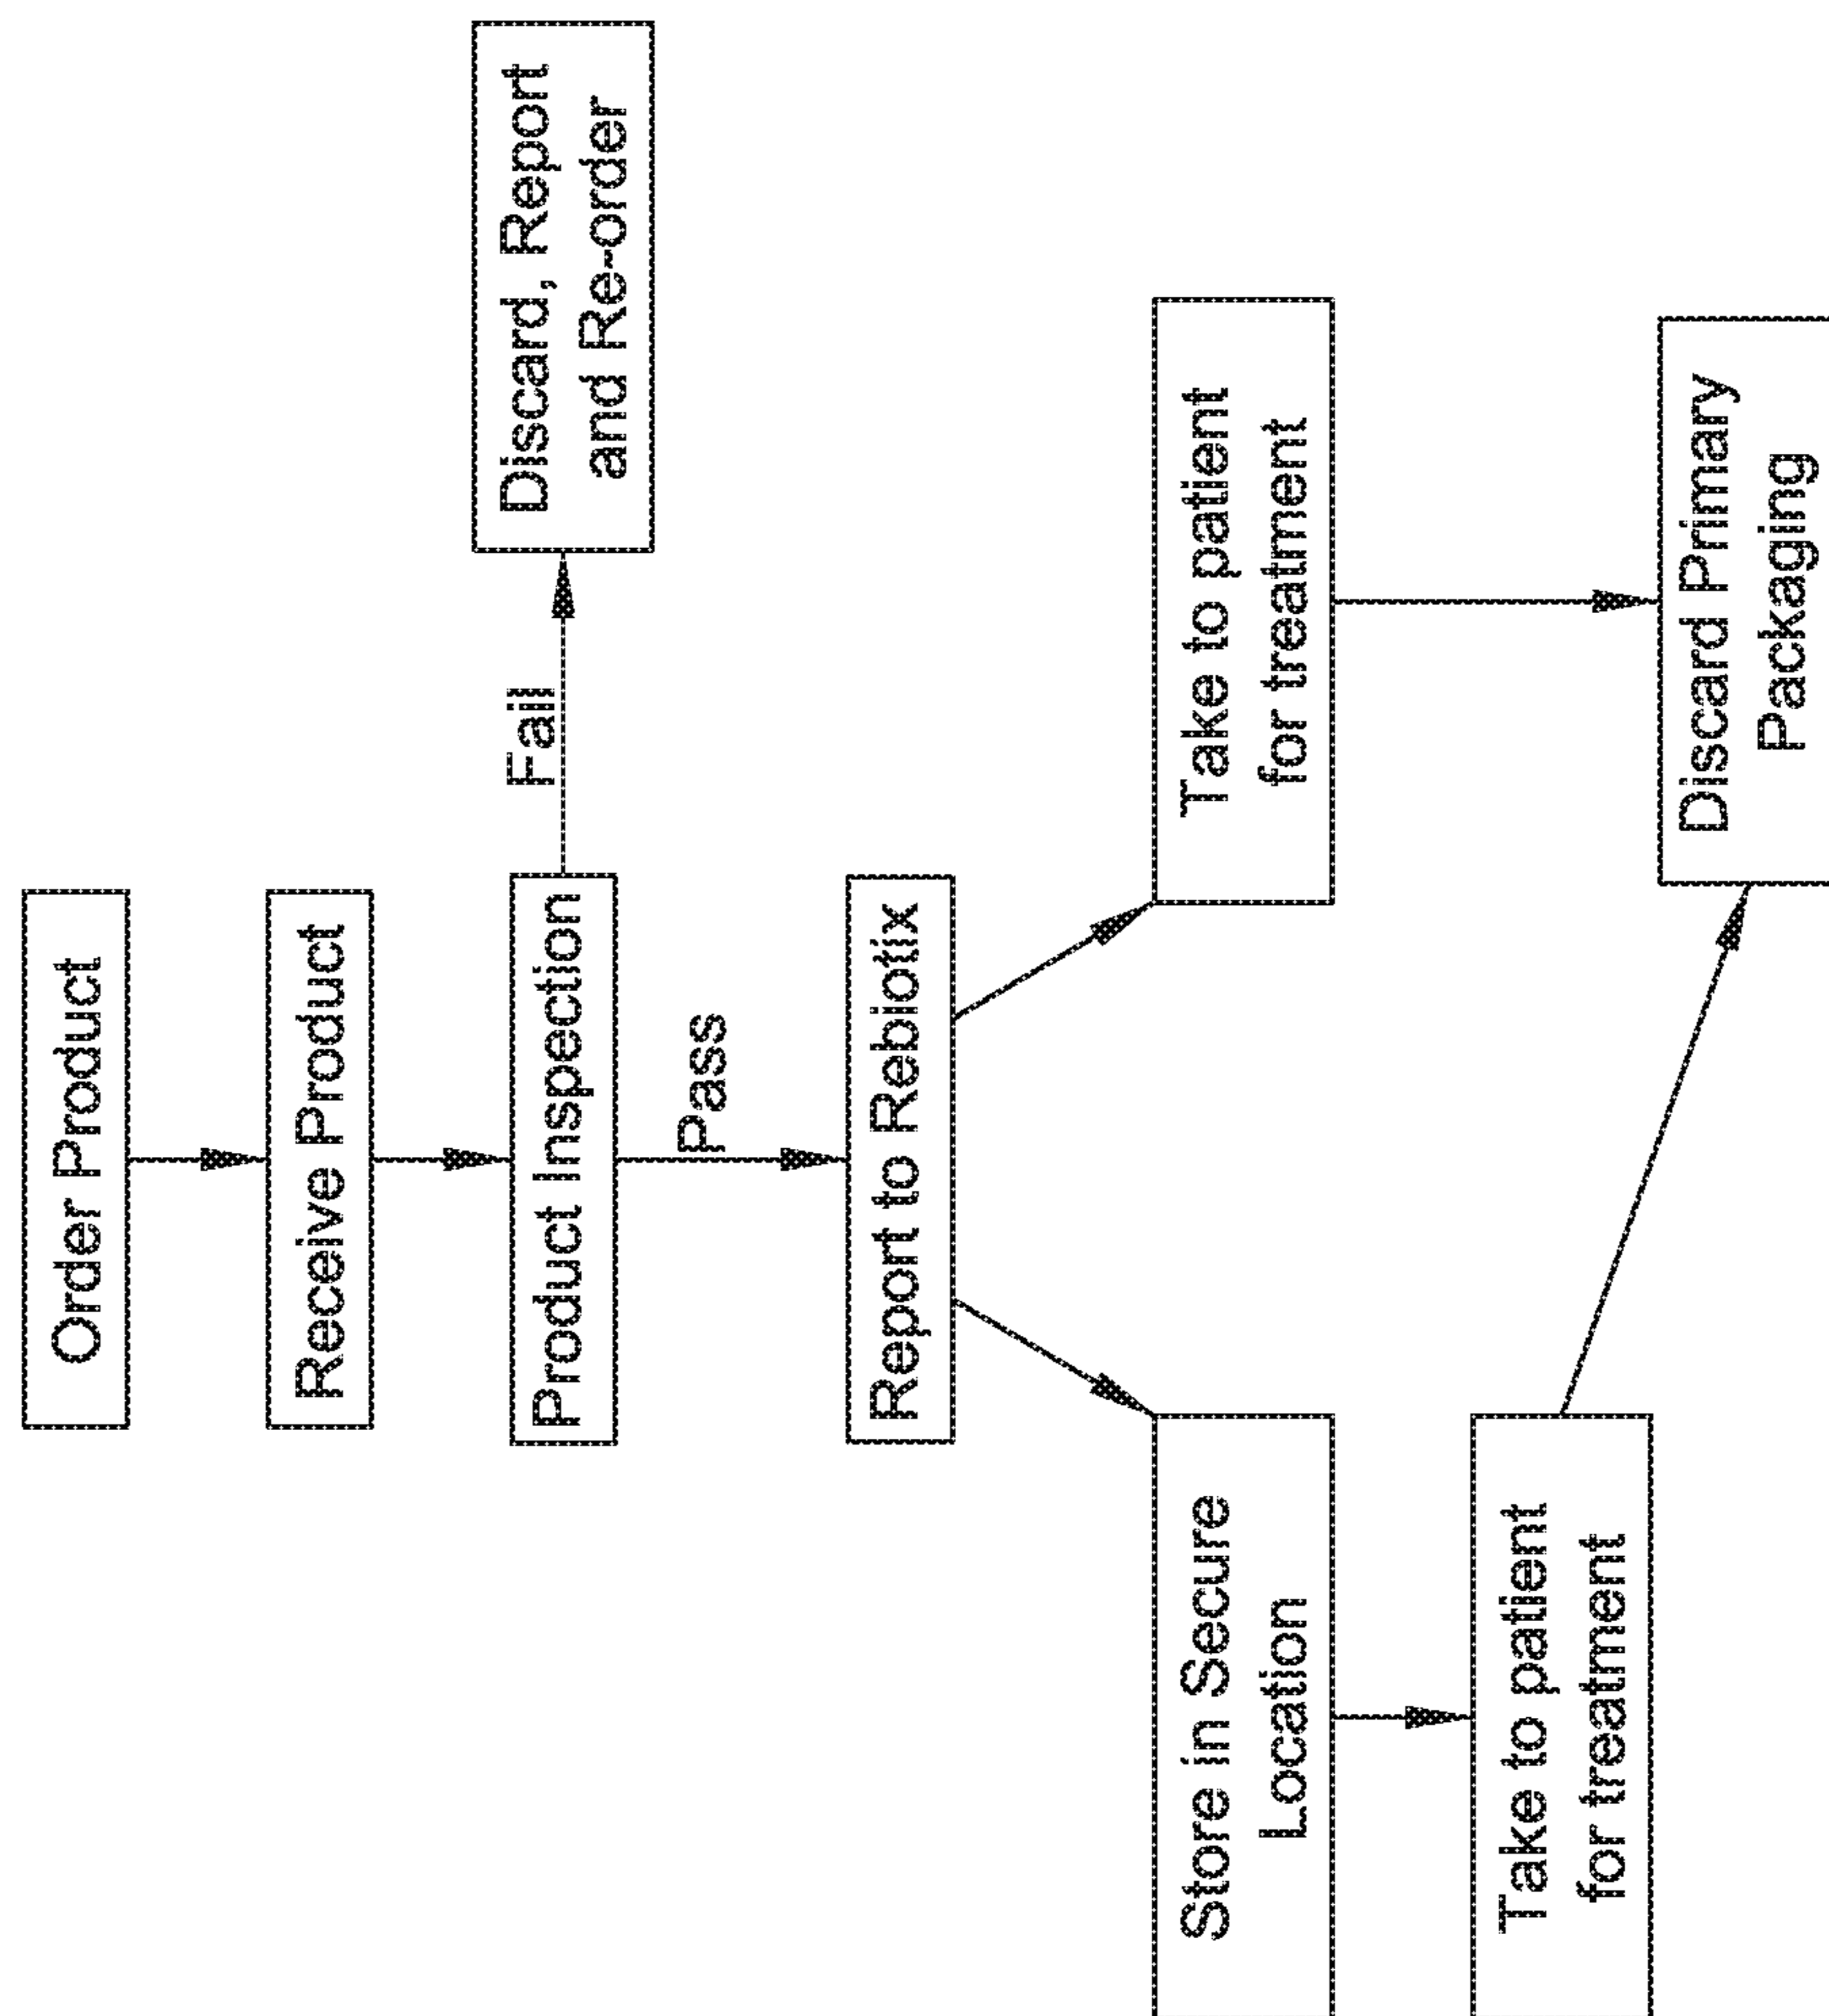 Order Product
Receive Product
Product Inspection
Fail
Discard, Report
and Re-order
Pass
Report to Rebiotix
Store in Secure
Location
Take to patient
for treatment
Take to patient
for treatment
Discard Primary
Packaging